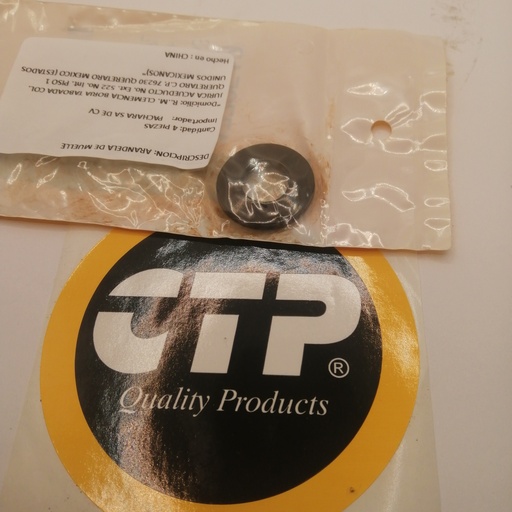 DESCRIPCION: ARANDELA DE MUELLE
Cantidad: 4 PIEZAS
Importador: PACHARA SA DE CV
"Domicilio: R. M. CLEMENCIA BORJA TABOADA COL.
JURICA ACUEDUCTO No. Ext. 522 No. Int. PISO 1
QUERETARO C.P. 76230 QUERETARO MEXICO (ESTADOS
UNIDOS MEXICANOS)"
Hecho en : CHINA
CTP®
Quality Products